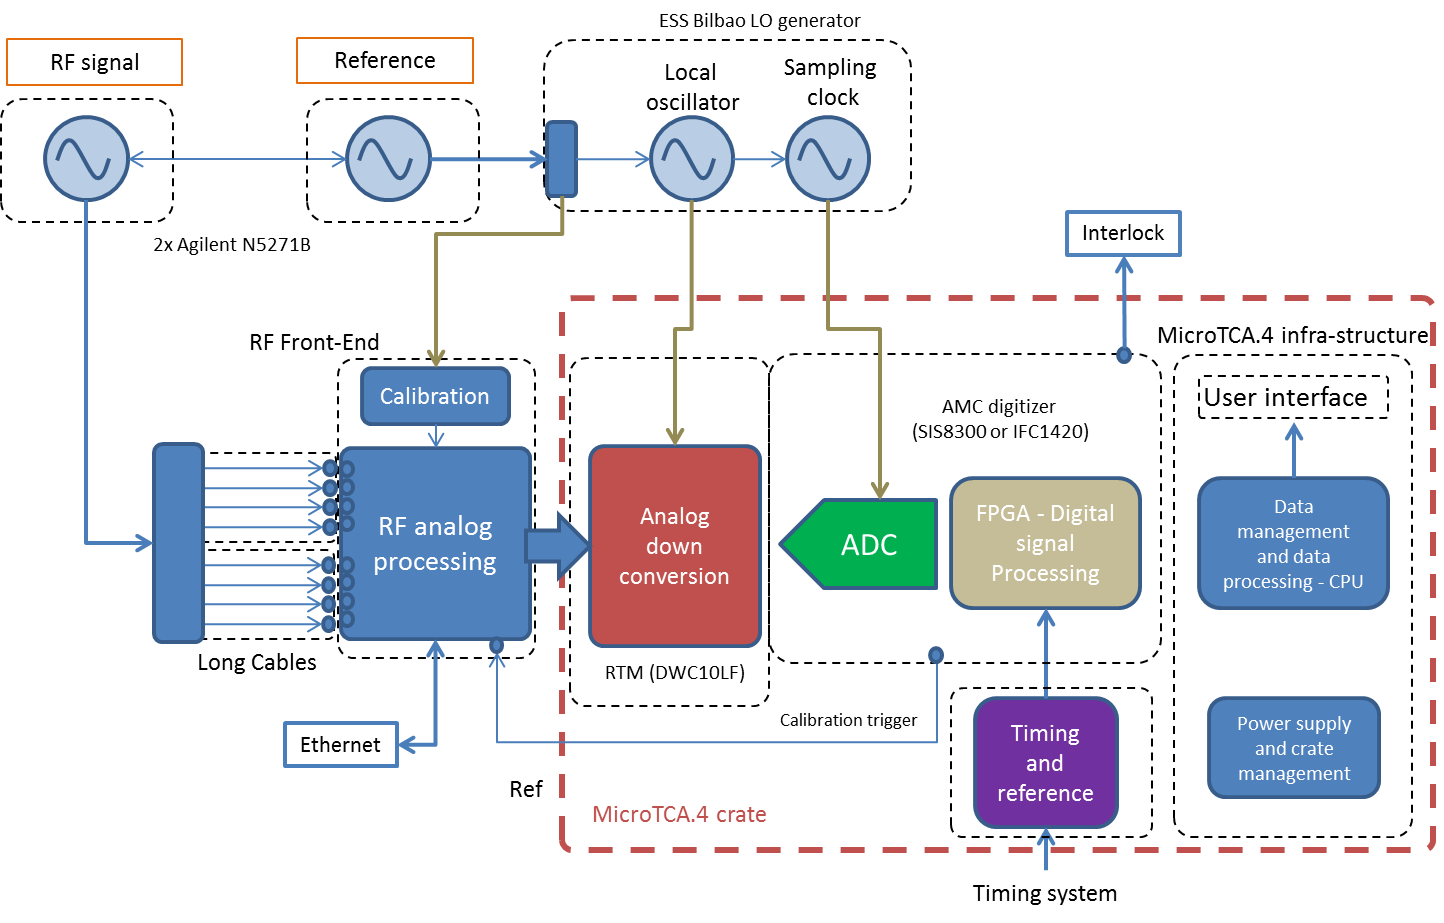 ESS Bilbao LO generator
RF signal
Reference
Local
oscillator
Sampling
clock
2x Agilent N5271B
Interlock
RF Front-End
MicroTCA.4 infra-structure
Calibration
AMC digitizer
(SIS8300 or IFC1420)
User interface
RF analog
processing
Analog
down
conversion
ADC
FPGA - Digital
signal
Processing
Data
management
and data
processing - CPU
Long Cables
RTM (DWC10LF)
Calibration trigger
Ethernet
Timing
and
reference
Power supply
and crate
management
Ref
MicroTCA.4 crate
Timing system